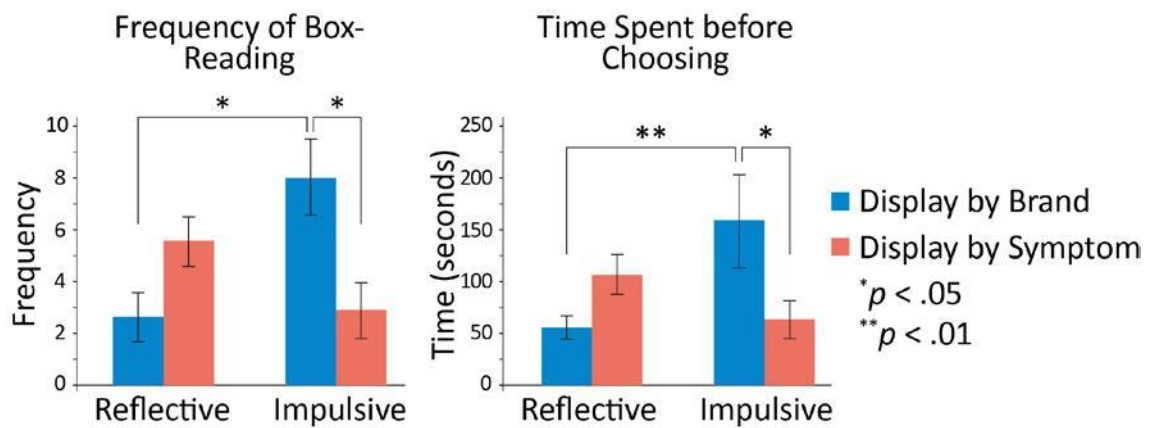 Frequency of Box-
Reading
* *
Frequency
10
8
6
4
2
0
Reflective Impulsive
Time Spent before
Choosing
** *
Time (seconds)
250
200
150
100
50
0
Reflective Impulsive
Display by Brand
Display by Symptom
*p < .05
**p < .01